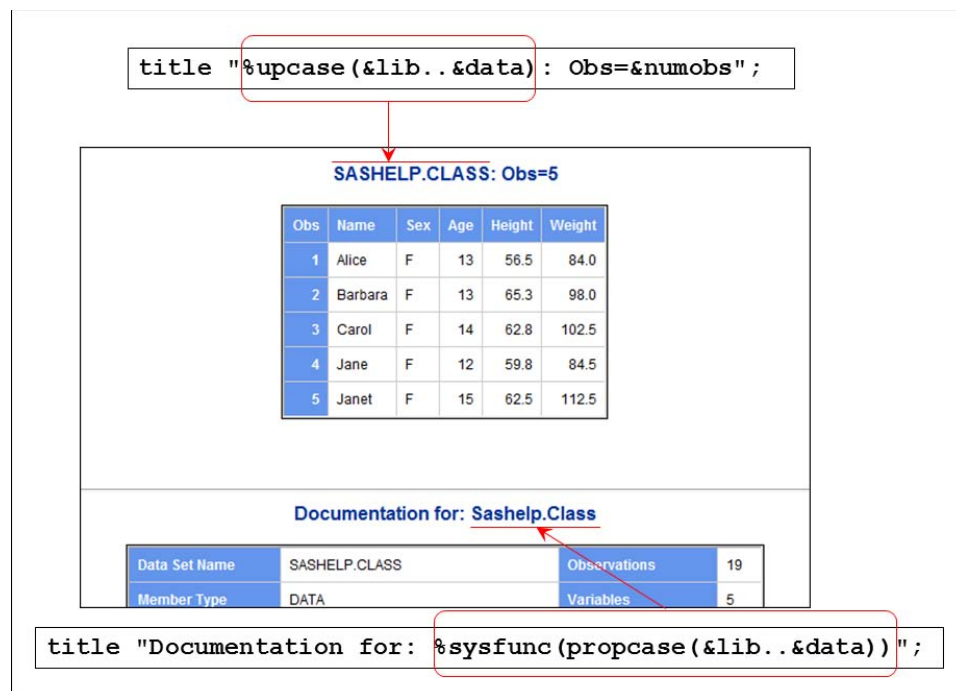 title "%upcase(&lib..&data): Obs=&numobs";
SASHELP.CLASS: Obs=5
Obs Name Sex Age Height Weight
1 Alice F 13 56.5 84.0
2 Barbara F 13 65.3 98.0
3 Carol F 14 62.8 102.5
4 Jane F 12 59.8 84.5
5 Janet F 15 62.5 112.5
Documentation for: Sashelp.Class
Data Set Name SASHELP.CLASS Observations 19
Member Type DATA Variables 5
title "Documentation for: %sysfunc(propcase(&lib..&data))";